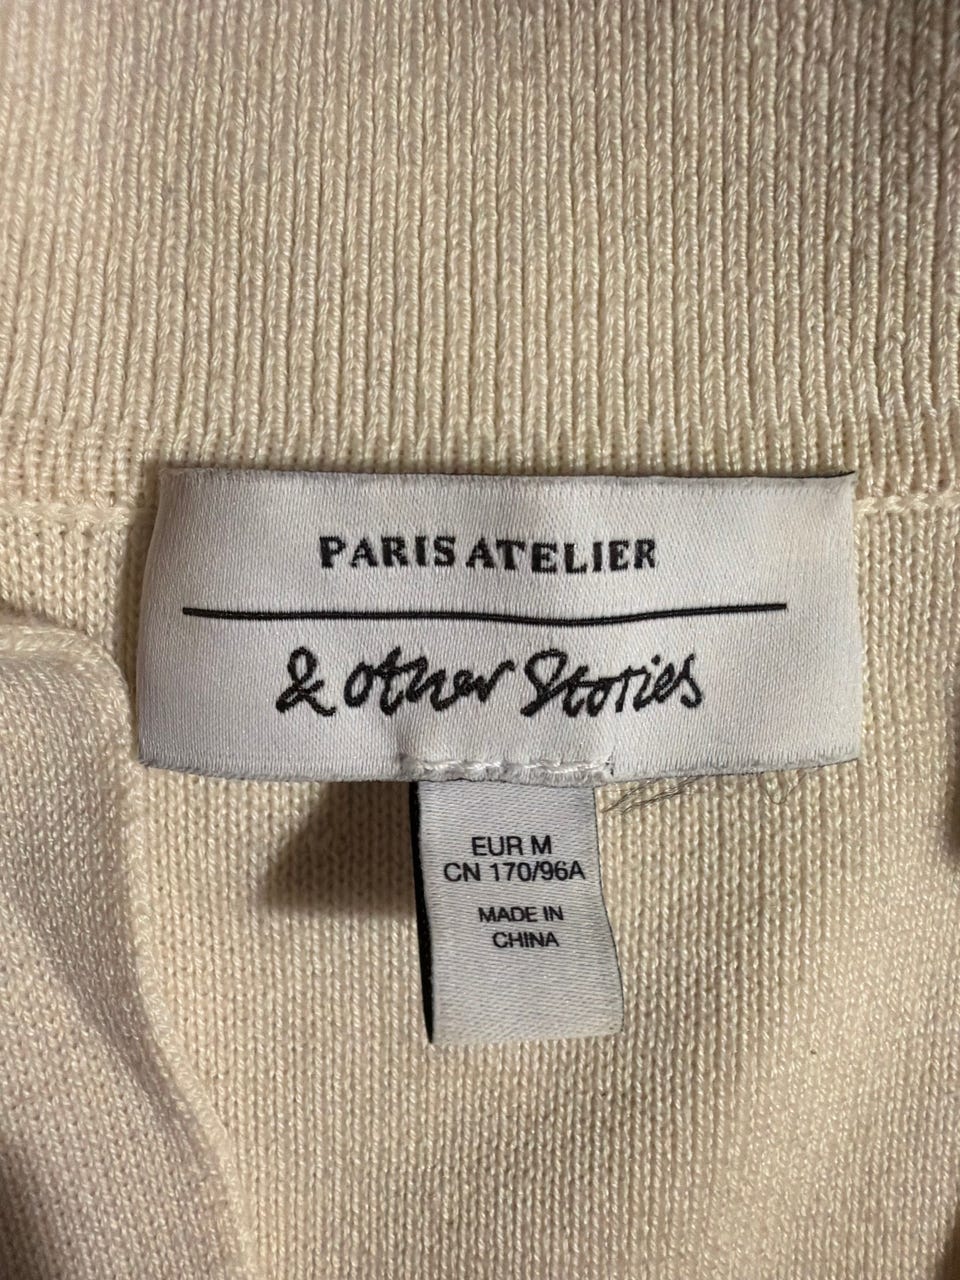 PARIS ATELIER
& other Stories
EUR M
CN 170/96A
MADE IN
CHINA